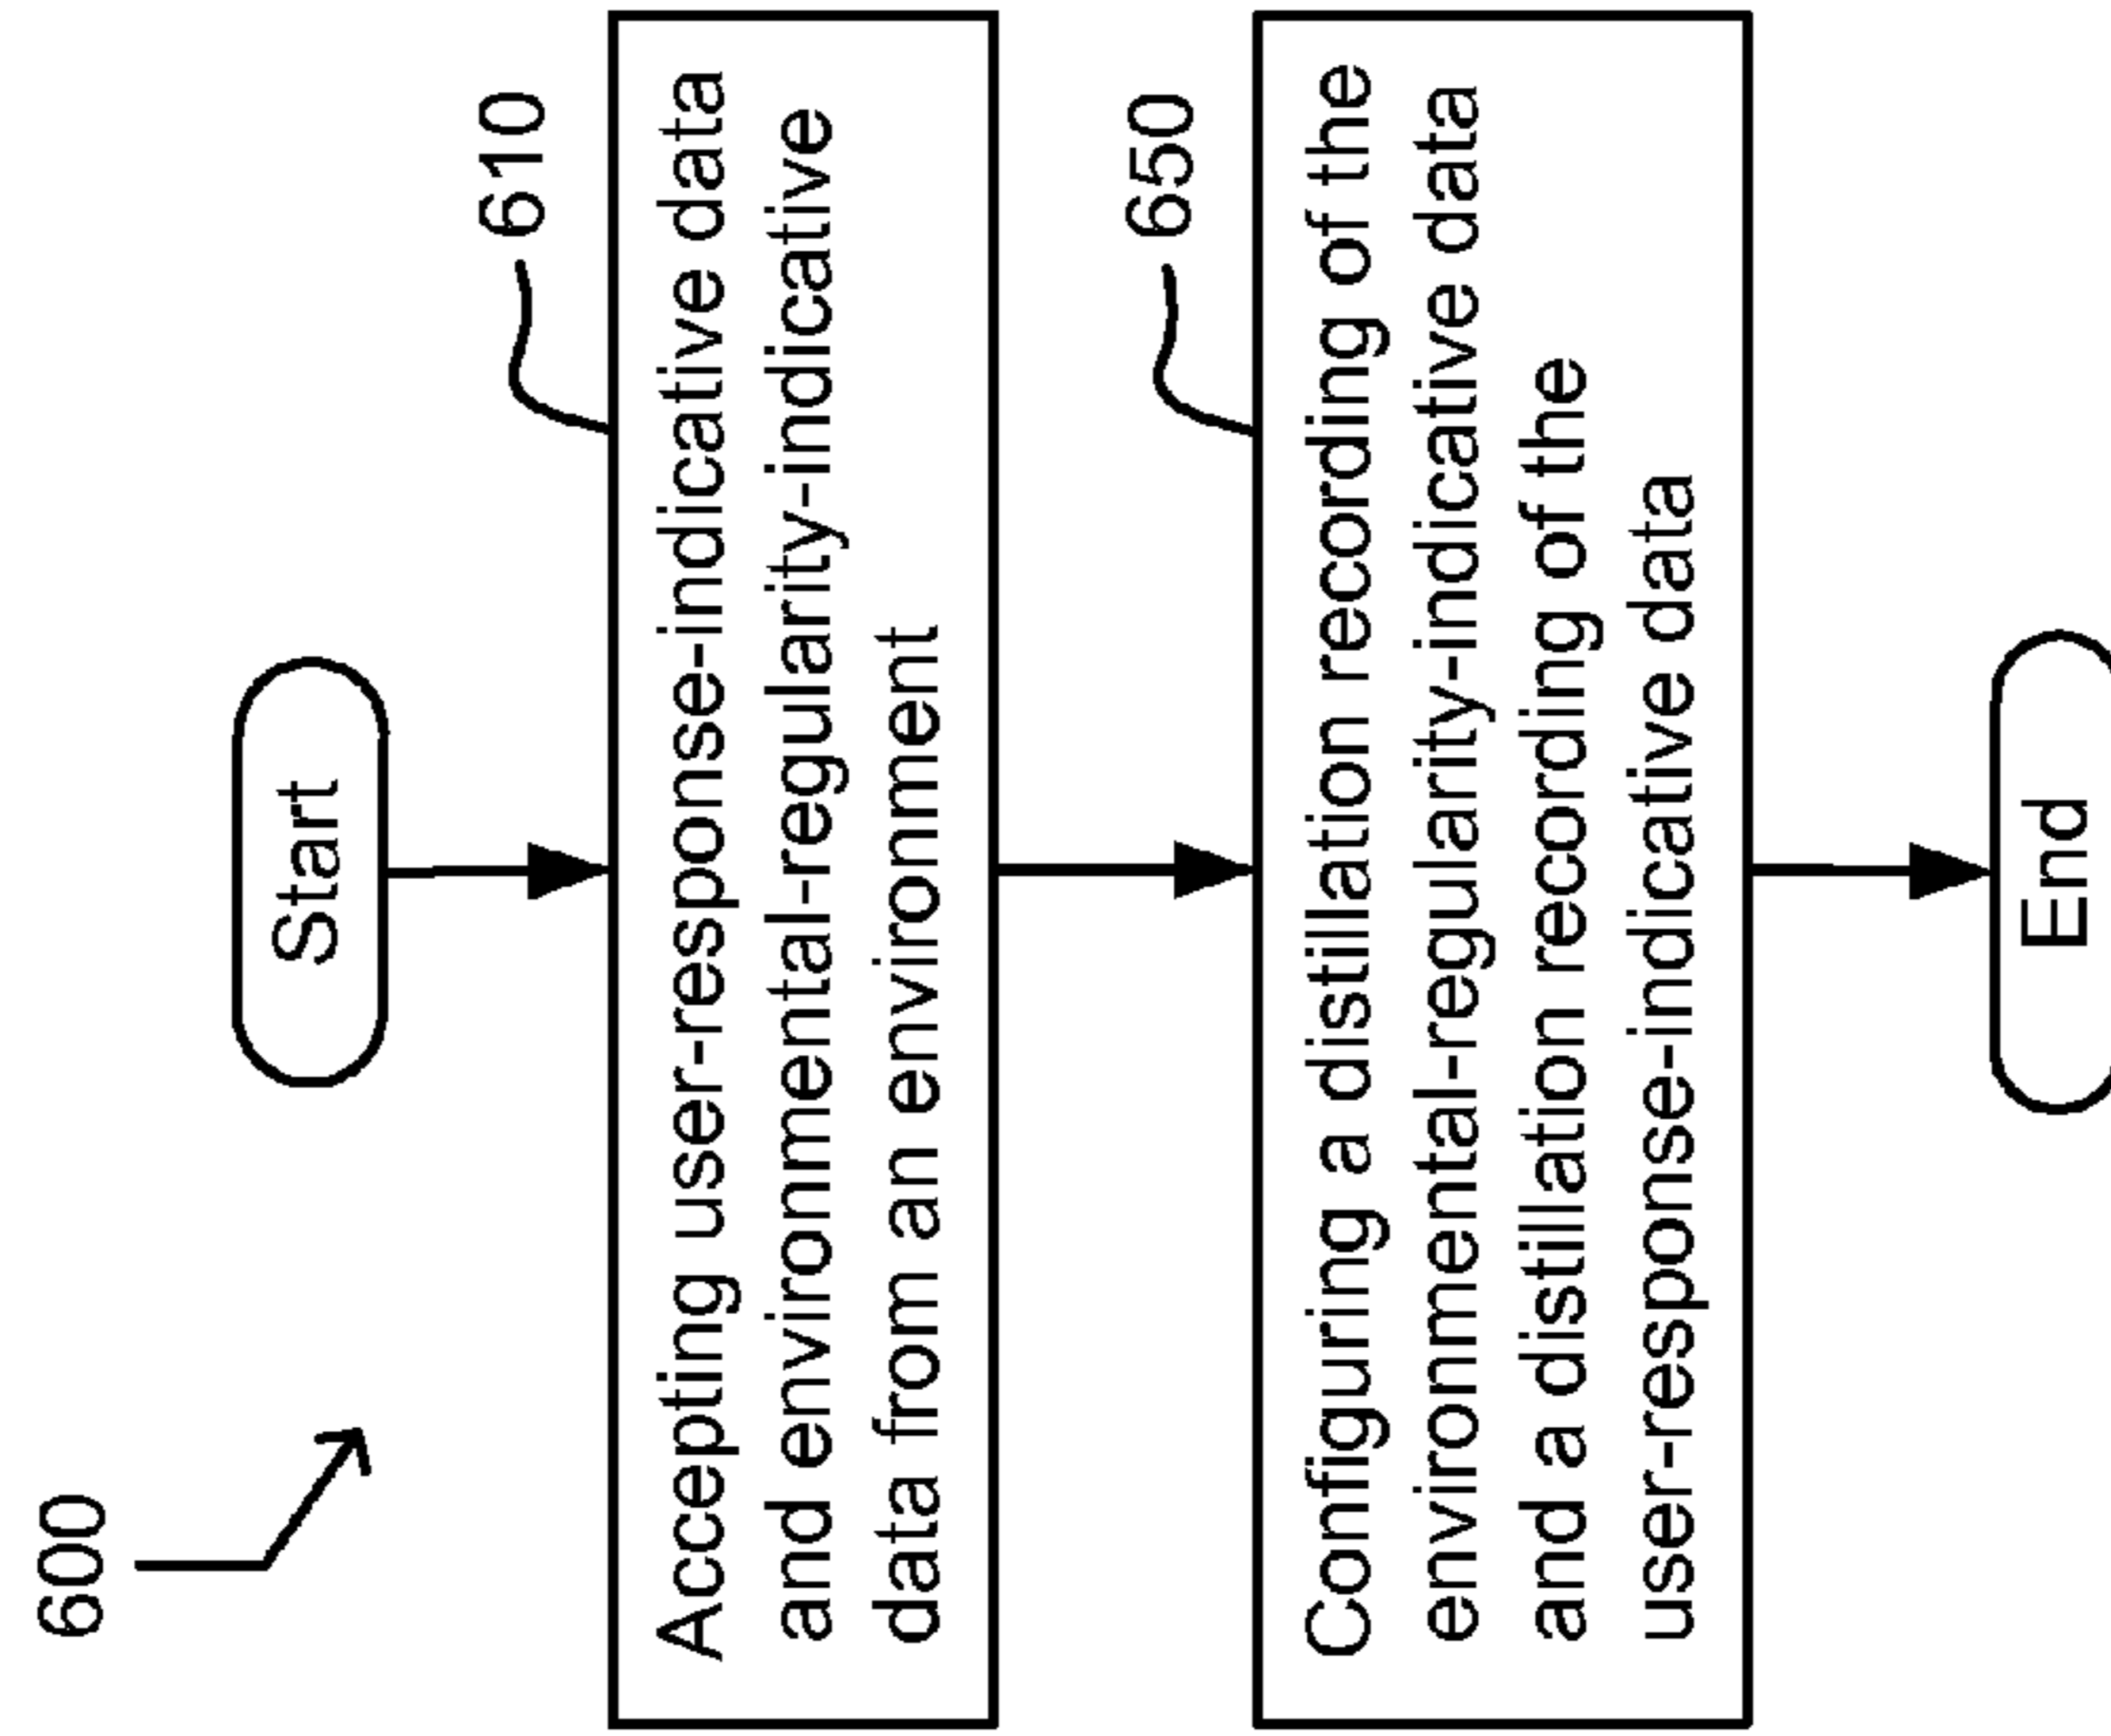 600
Start
610
Accepting user-response-indicative data
and environmental-regularity-indicative
data from an environment
650
Configuring a distillation recording of the
environmental-regularity-indicative data
and a distillation recording of the
user-response-indicative data
End